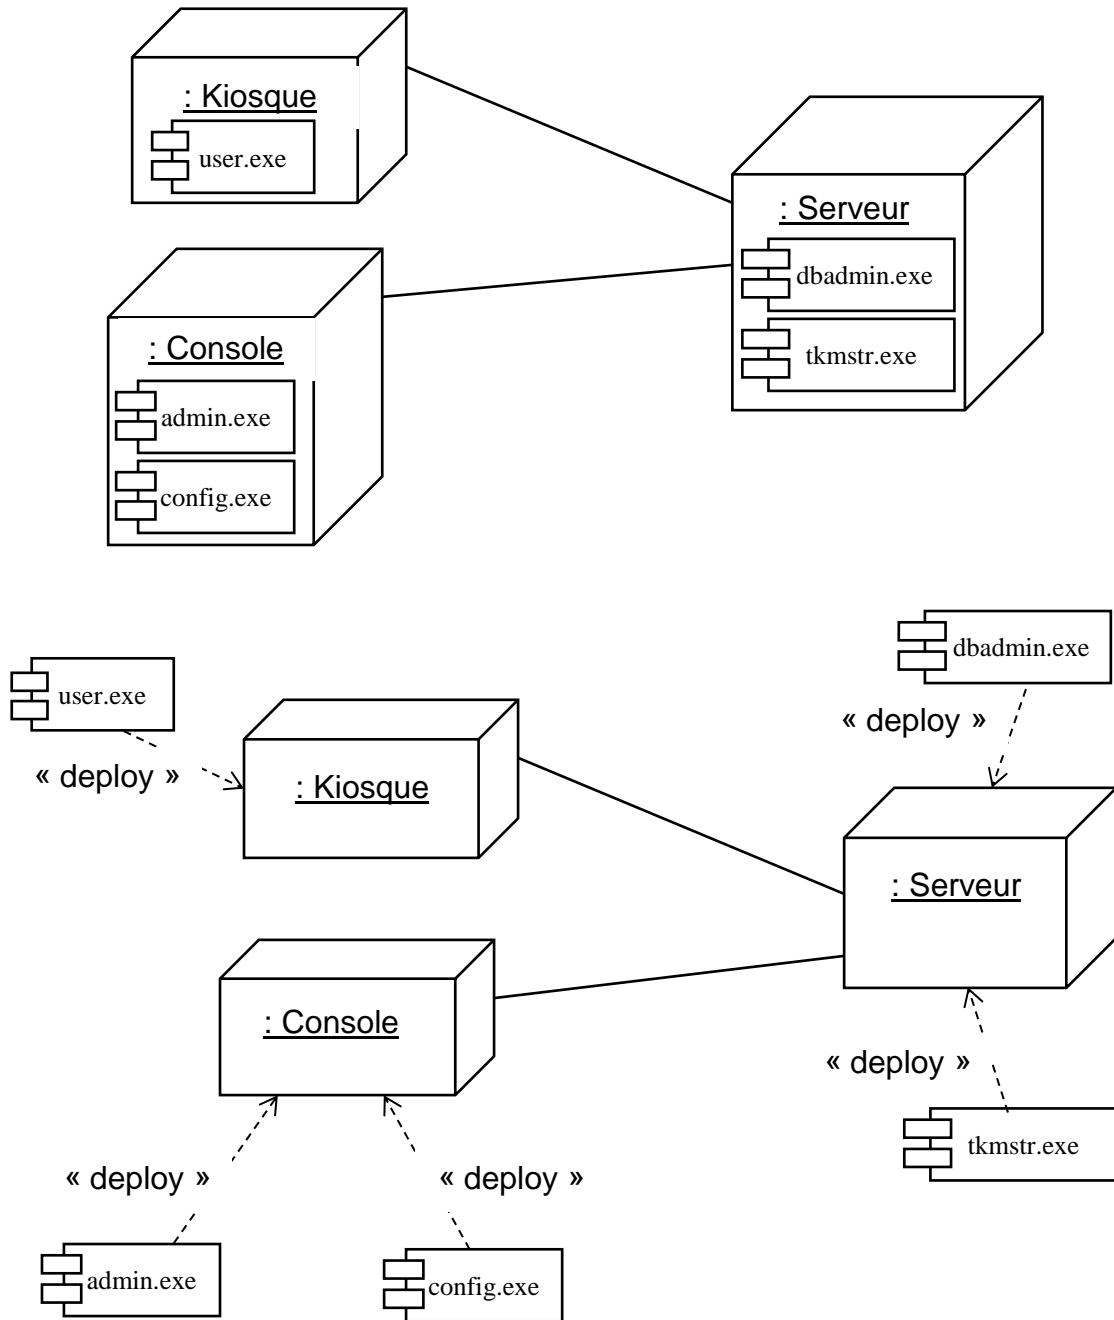 : Kiosque
user.exe
: Serveur
dbadmin.exe
tkmstr.exe
: Console
admin.exe
config.exe
dbadmin.exe
user.exe
« deploy »
« deploy »
: Kiosque
: Serveur
: Console
« deploy »
tkmstr.exe
« deploy »
« deploy »
admin.exe
config.exe